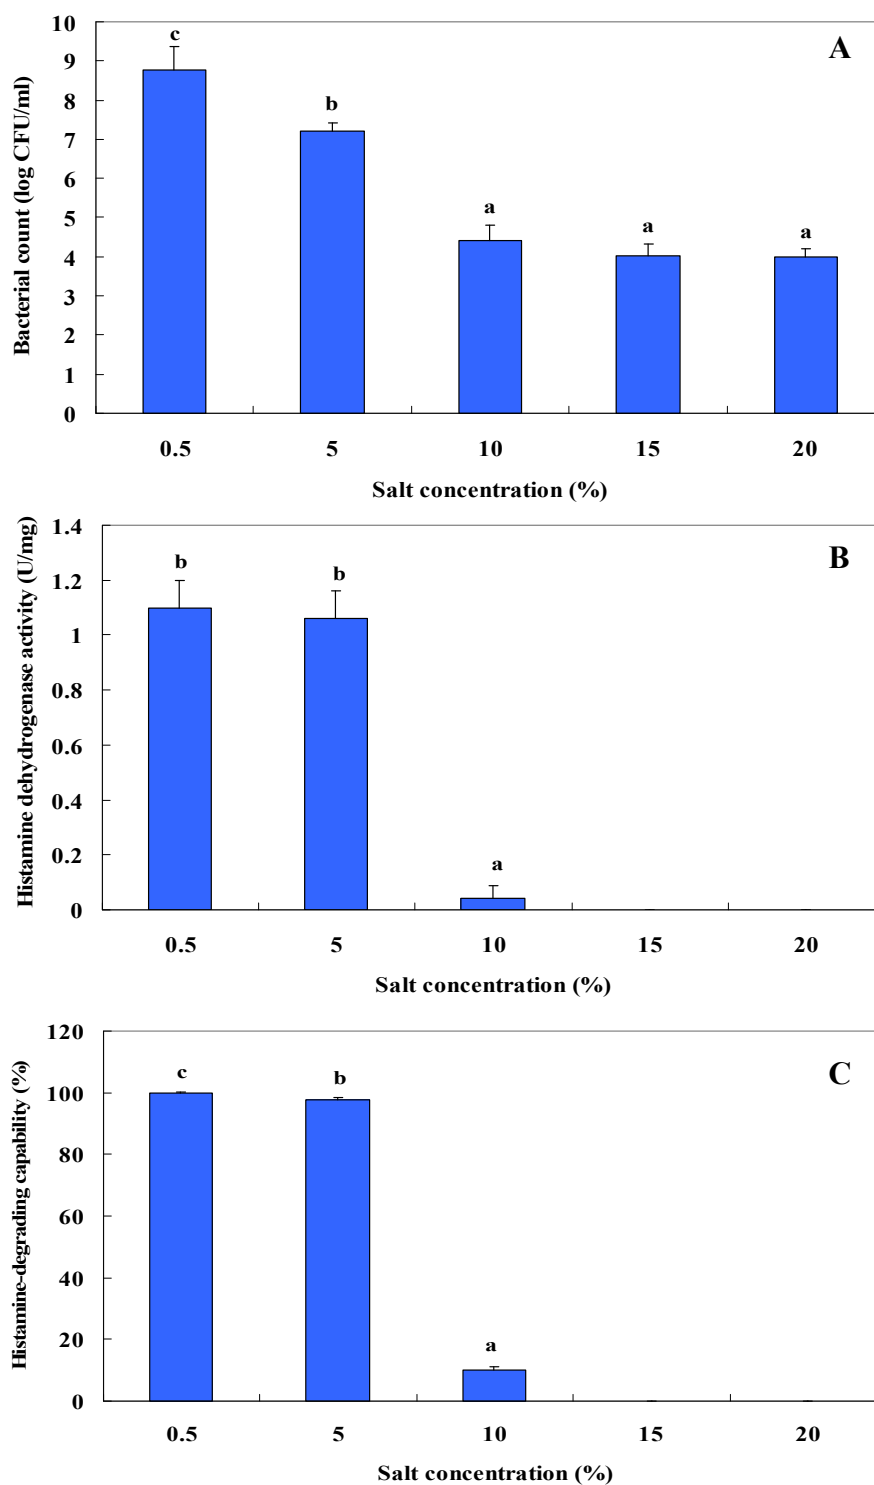 A
Bacterial count (log CFU/ml)
10
9
8
7
6
5
4
3
2
1
0
c
b
a
a
a
0.5 5 10 15 20
Salt concentration (%)
B
Histamine dehydrogenase activity (U/mg)
1.4
1.2
1
0.8
0.6
0.4
0.2
0
b
b
a
0.5 5 10 15 20
Salt concentration (%)
C
Histamine-degrading capability (%)
120
100
80
60
40
20
0
c
b
a
0.5 5 10 15 20
Salt concentration (%)